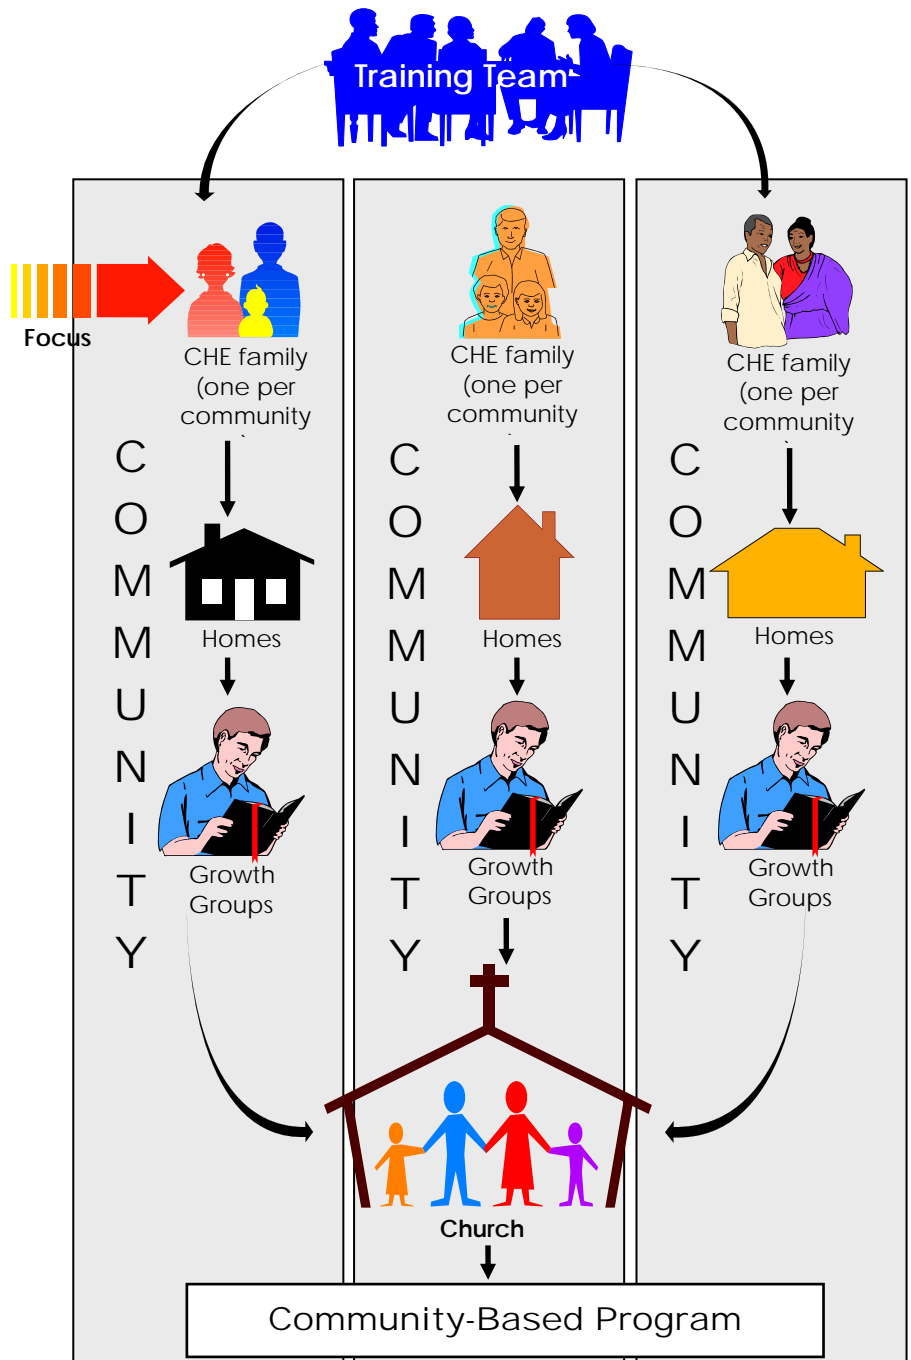 Training Team
Focus
CHE family
(one per
community
C
O
M
M
U
N
I
T
Y
Homes
Growth
Groups
CHE family
(one per
community
C
O
M
M
U
N
I
T
Y
Homes
Growth
Groups
CHE family
(one per
community
C
O
M
M
U
N
I
T
Y
Homes
Growth
Groups
Church
Community-Based Program